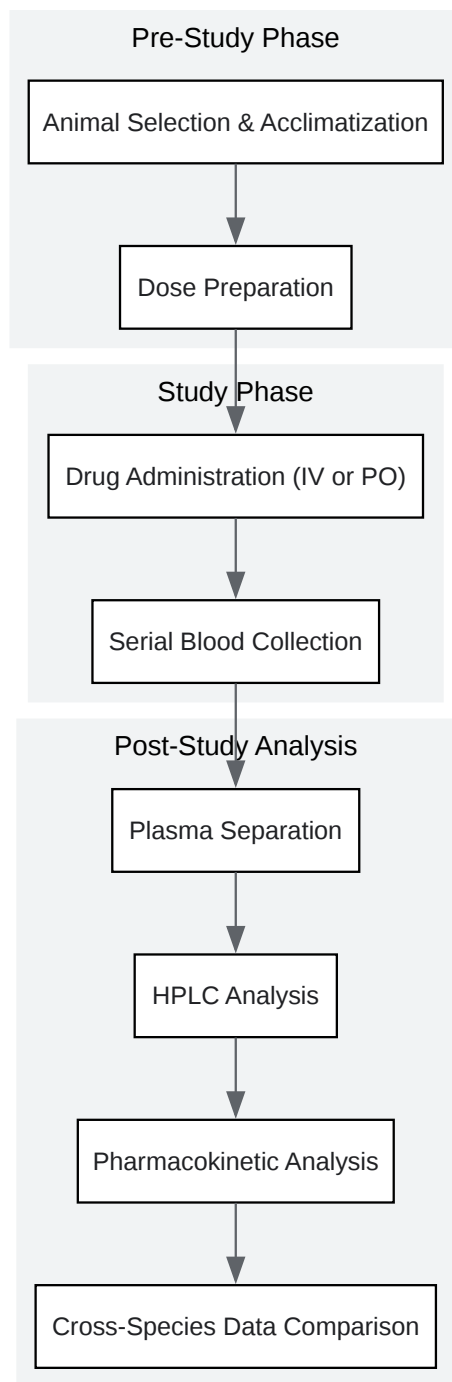 Pre-Study Phase
Animal Selection & Acclimatization
Dose Preparation
Study Phase
Drug Administration (IV or PO)
Serial Blood Collection
Post-Study Analysis
Plasma Separation
HPLC Analysis
Pharmacokinetic Analysis
Cross-Species Data Comparison